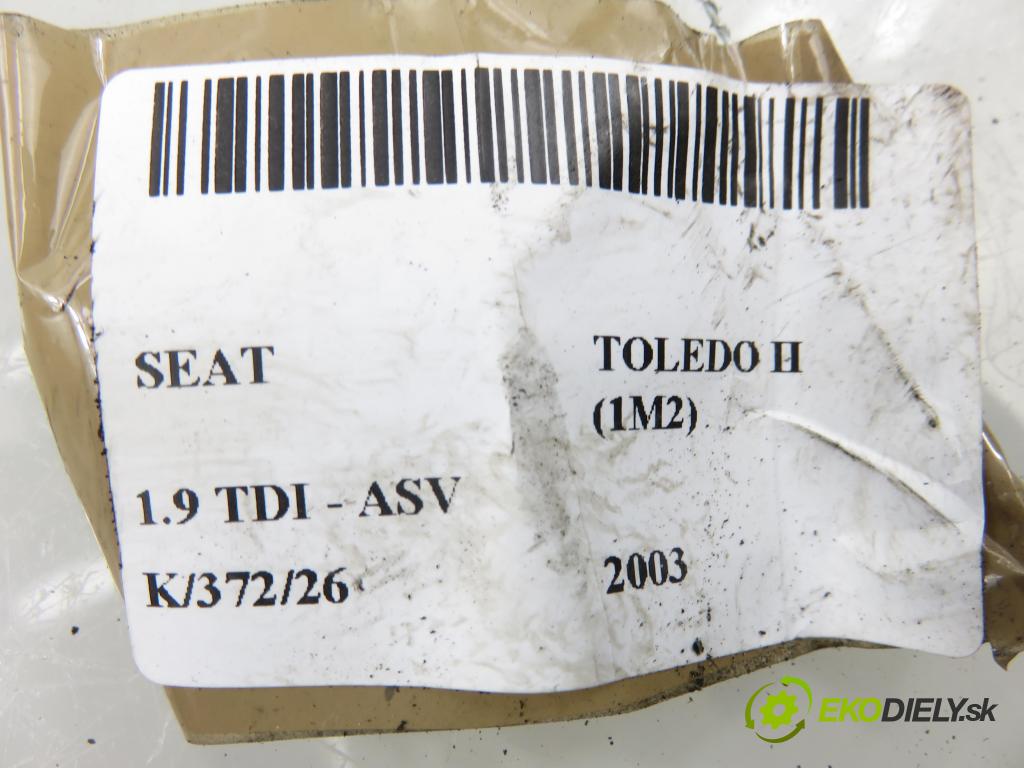 SEAT
TOLEDO II
(1M2)
1.9 TDI - ASV
K/372/26
2003
EKODIELY.sk